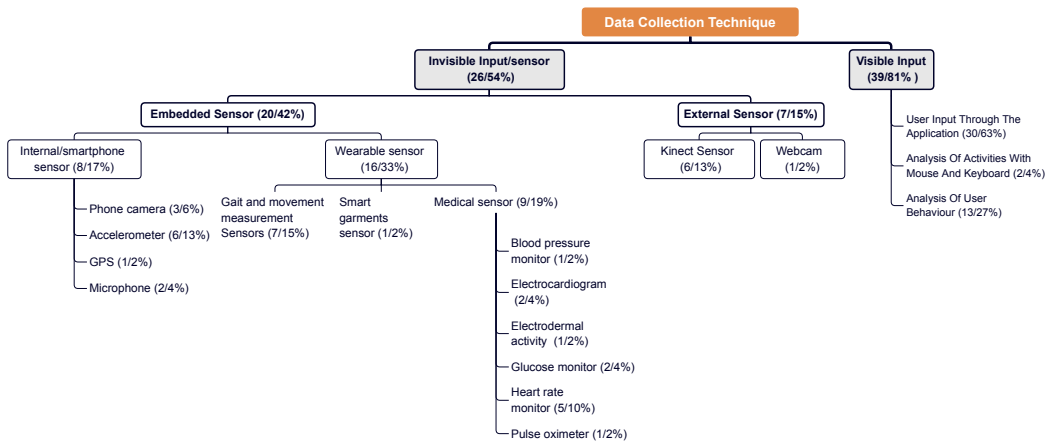 Data Collection Technique
Invisible Input/sensor
(26/54%)
Visible Input
(39/81% )
Embedded Sensor (20/42%)
External Sensor (7/15%)
User Input Through The
Application (30/63%)
Analysis Of Activities With
Mouse And Keyboard (2/4%)
Analysis Of User
Behaviour (13/27%)
Internal/smartphone
sensor (8/17%)
Wearable sensor
(16/33%)
Kinect Sensor
(6/13%)
Webcam
(1/2%)
Phone camera (3/6%)
Accelerometer (6/13%)
GPS (1/2%)
Microphone (2/4%)
Gait and movement
measurement
Sensors (7/15%)
Smart
garments
sensor (1/2%)
Medical sensor (9/19%)
Blood pressure
monitor (1/2%)
Electrocardiogram
(2/4%)
Electrodermal
activity (1/2%)
Glucose monitor (2/4%)
Heart rate
monitor (5/10%)
Pulse oximeter (1/2%)